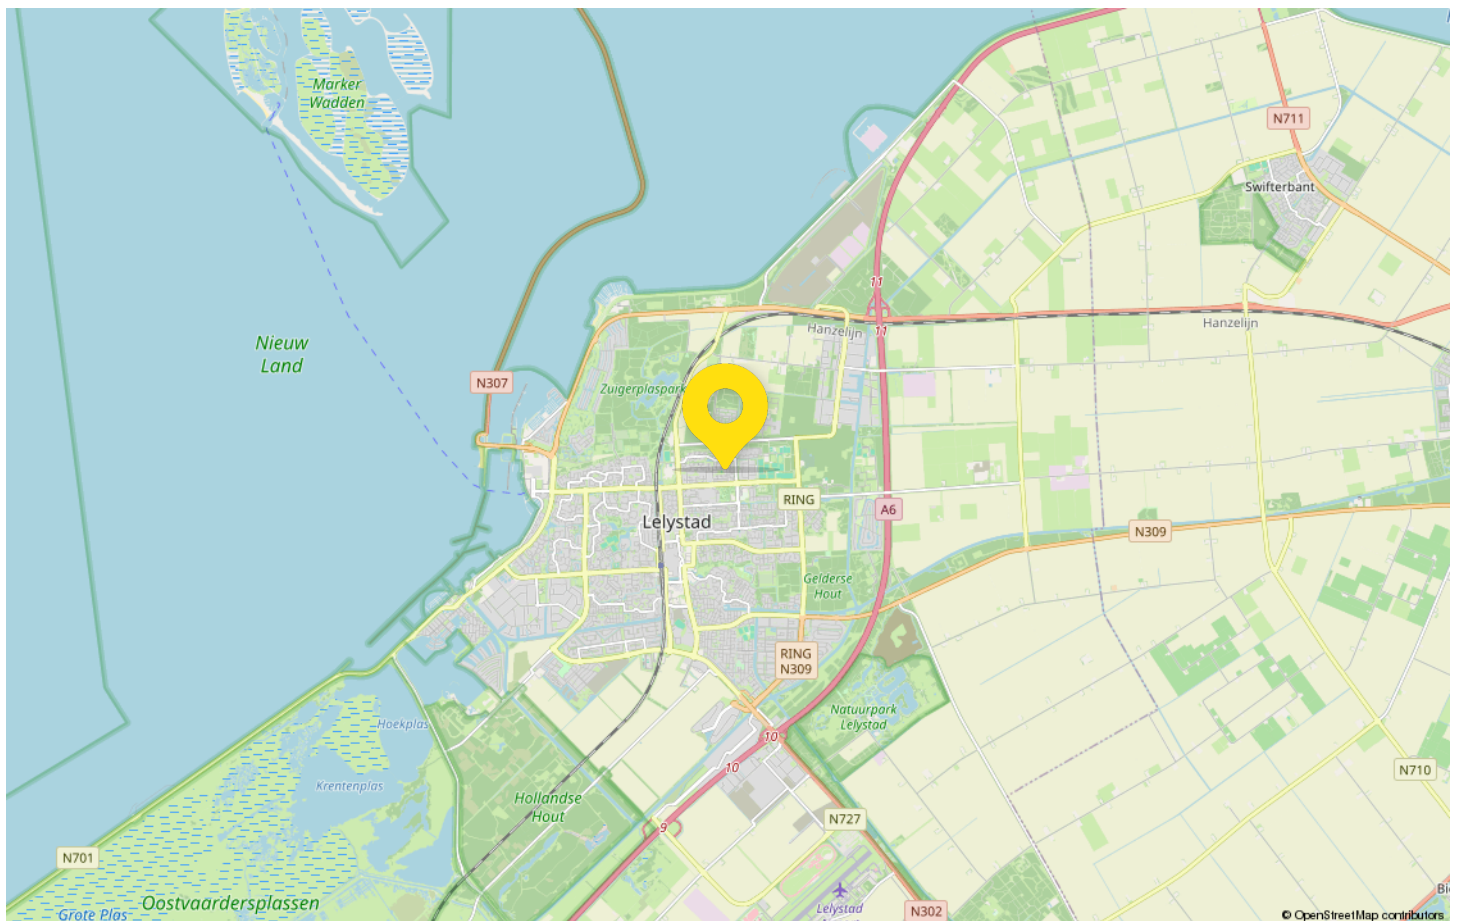 Marker
Wadden
N711
Swifterbant
11
Hanzelijn
11
Hanzelijn
Nieuw
Land
N307
Zuigerplaspark
RING
A6
Lelystad
N309
Gelderse
Hout
RING
N309
Natuurpark
Lelystad
Hoekplas
10
10
N710
Krentenplas
Hollandse
Hout
N727
9
N701
Oostvaardersplassen
Grote Plas
Lelystad
N302
© OpenStreetMap contributors